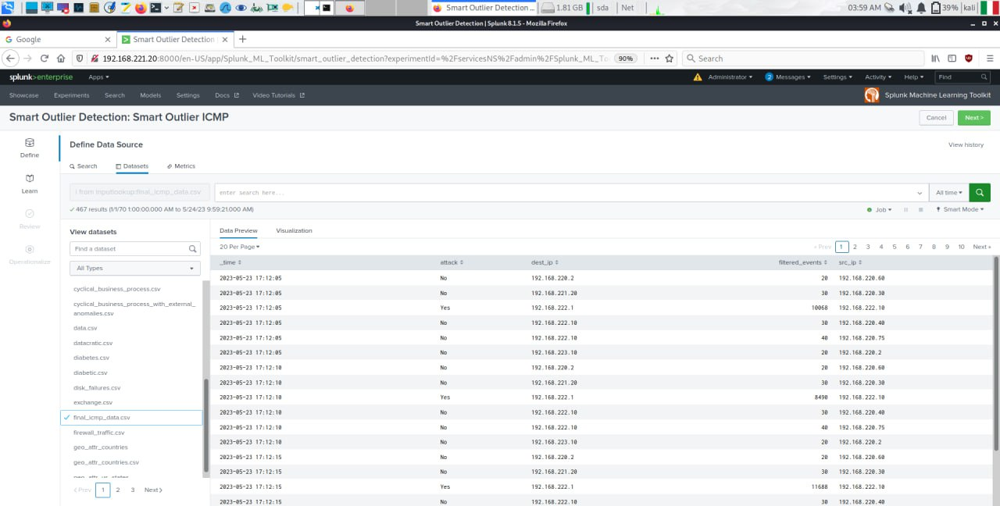 Smart Outlier Detection ... 1.81 GB sda Net 03:59 AM 39% kali
Smart Outlier Detection | Splunk 8.1.5 - Mozilla Firefox
Google Smart Outlier Detection
192.168.221.20:8000/en-US/app/Splunk_ML_Toolkit/smart_outlier_detection?experimentId=%2FservicesNS%2Fadmin%2FSplunk_ML_To 90% Search
splunk>enterprise Apps Administrator 2 Messages Settings Activity Help Find
Showcase Experiments Search Models Settings Docs Video Tutorials Splunk Machine Learning Toolkit
Smart Outlier Detection: Smart Outlier ICMP Cancel Next >
Define Define Data Source View history
Search Datasets Metrics
Learn
| from inputlookup:final_icmp_data.csv enter search here... All time
467 results (1/1/70 1:00:00.000 AM to 5/24/23 9:59:21.000 AM) Job Smart Mode
Review
Operationalize
View datasets Data Preview Visualization
Find a dataset 20 Per Page < Prev 1 2 3 4 5 6 7 8 9 10 Next »
All Types _time attack dest_ip filtered_events src_ip
2023-05-23 17:12:05 No 192.168.220.2 20 192.168.220.60
cyclical_business_process.csv 2023-05-23 17:12:05 No 192.168.221.20 30 192.168.220.30
cyclical_business_process_with_external_ 2023-05-23 17:12:05 Yes 192.168.222.1 10068 192.168.222.10
anomalies.csv
data.csv 2023-05-23 17:12:05 No 192.168.222.10 30 192.168.220.40
datacratic.csv 2023-05-23 17:12:05 No 192.168.222.10 40 192.168.220.75
diabetes.csv 2023-05-23 17:12:05 No 192.168.223.10 20 192.168.220.2
diabetic.csv 2023-05-23 17:12:10 No 192.168.220.2 20 192.168.220.60
disk_failures.csv 2023-05-23 17:12:10 No 192.168.221.20 30 192.168.220.30
exchange.csv 2023-05-23 17:12:10 Yes 192.168.222.1 8490 192.168.222.10
final_icmp_data.csv 2023-05-23 17:12:10 No 192.168.222.10 30 192.168.220.40
firewall_traffic.csv 2023-05-23 17:12:10 No 192.168.222.10 40 192.168.220.75
geo_attr_countries 2023-05-23 17:12:10 No 192.168.223.10 20 192.168.220.2
geo_attr_countries.csv 2023-05-23 17:12:15 No 192.168.220.2 20 192.168.220.60
geo_attr_us_states 2023-05-23 17:12:15 No 192.168.221.20 30 192.168.220.30
< Prev 1 2 3 Next > 2023-05-23 17:12:15 Yes 192.168.222.1 11688 192.168.222.10
2023-05-23 17:12:15 No 192.168.222.10 30 192.168.220.40